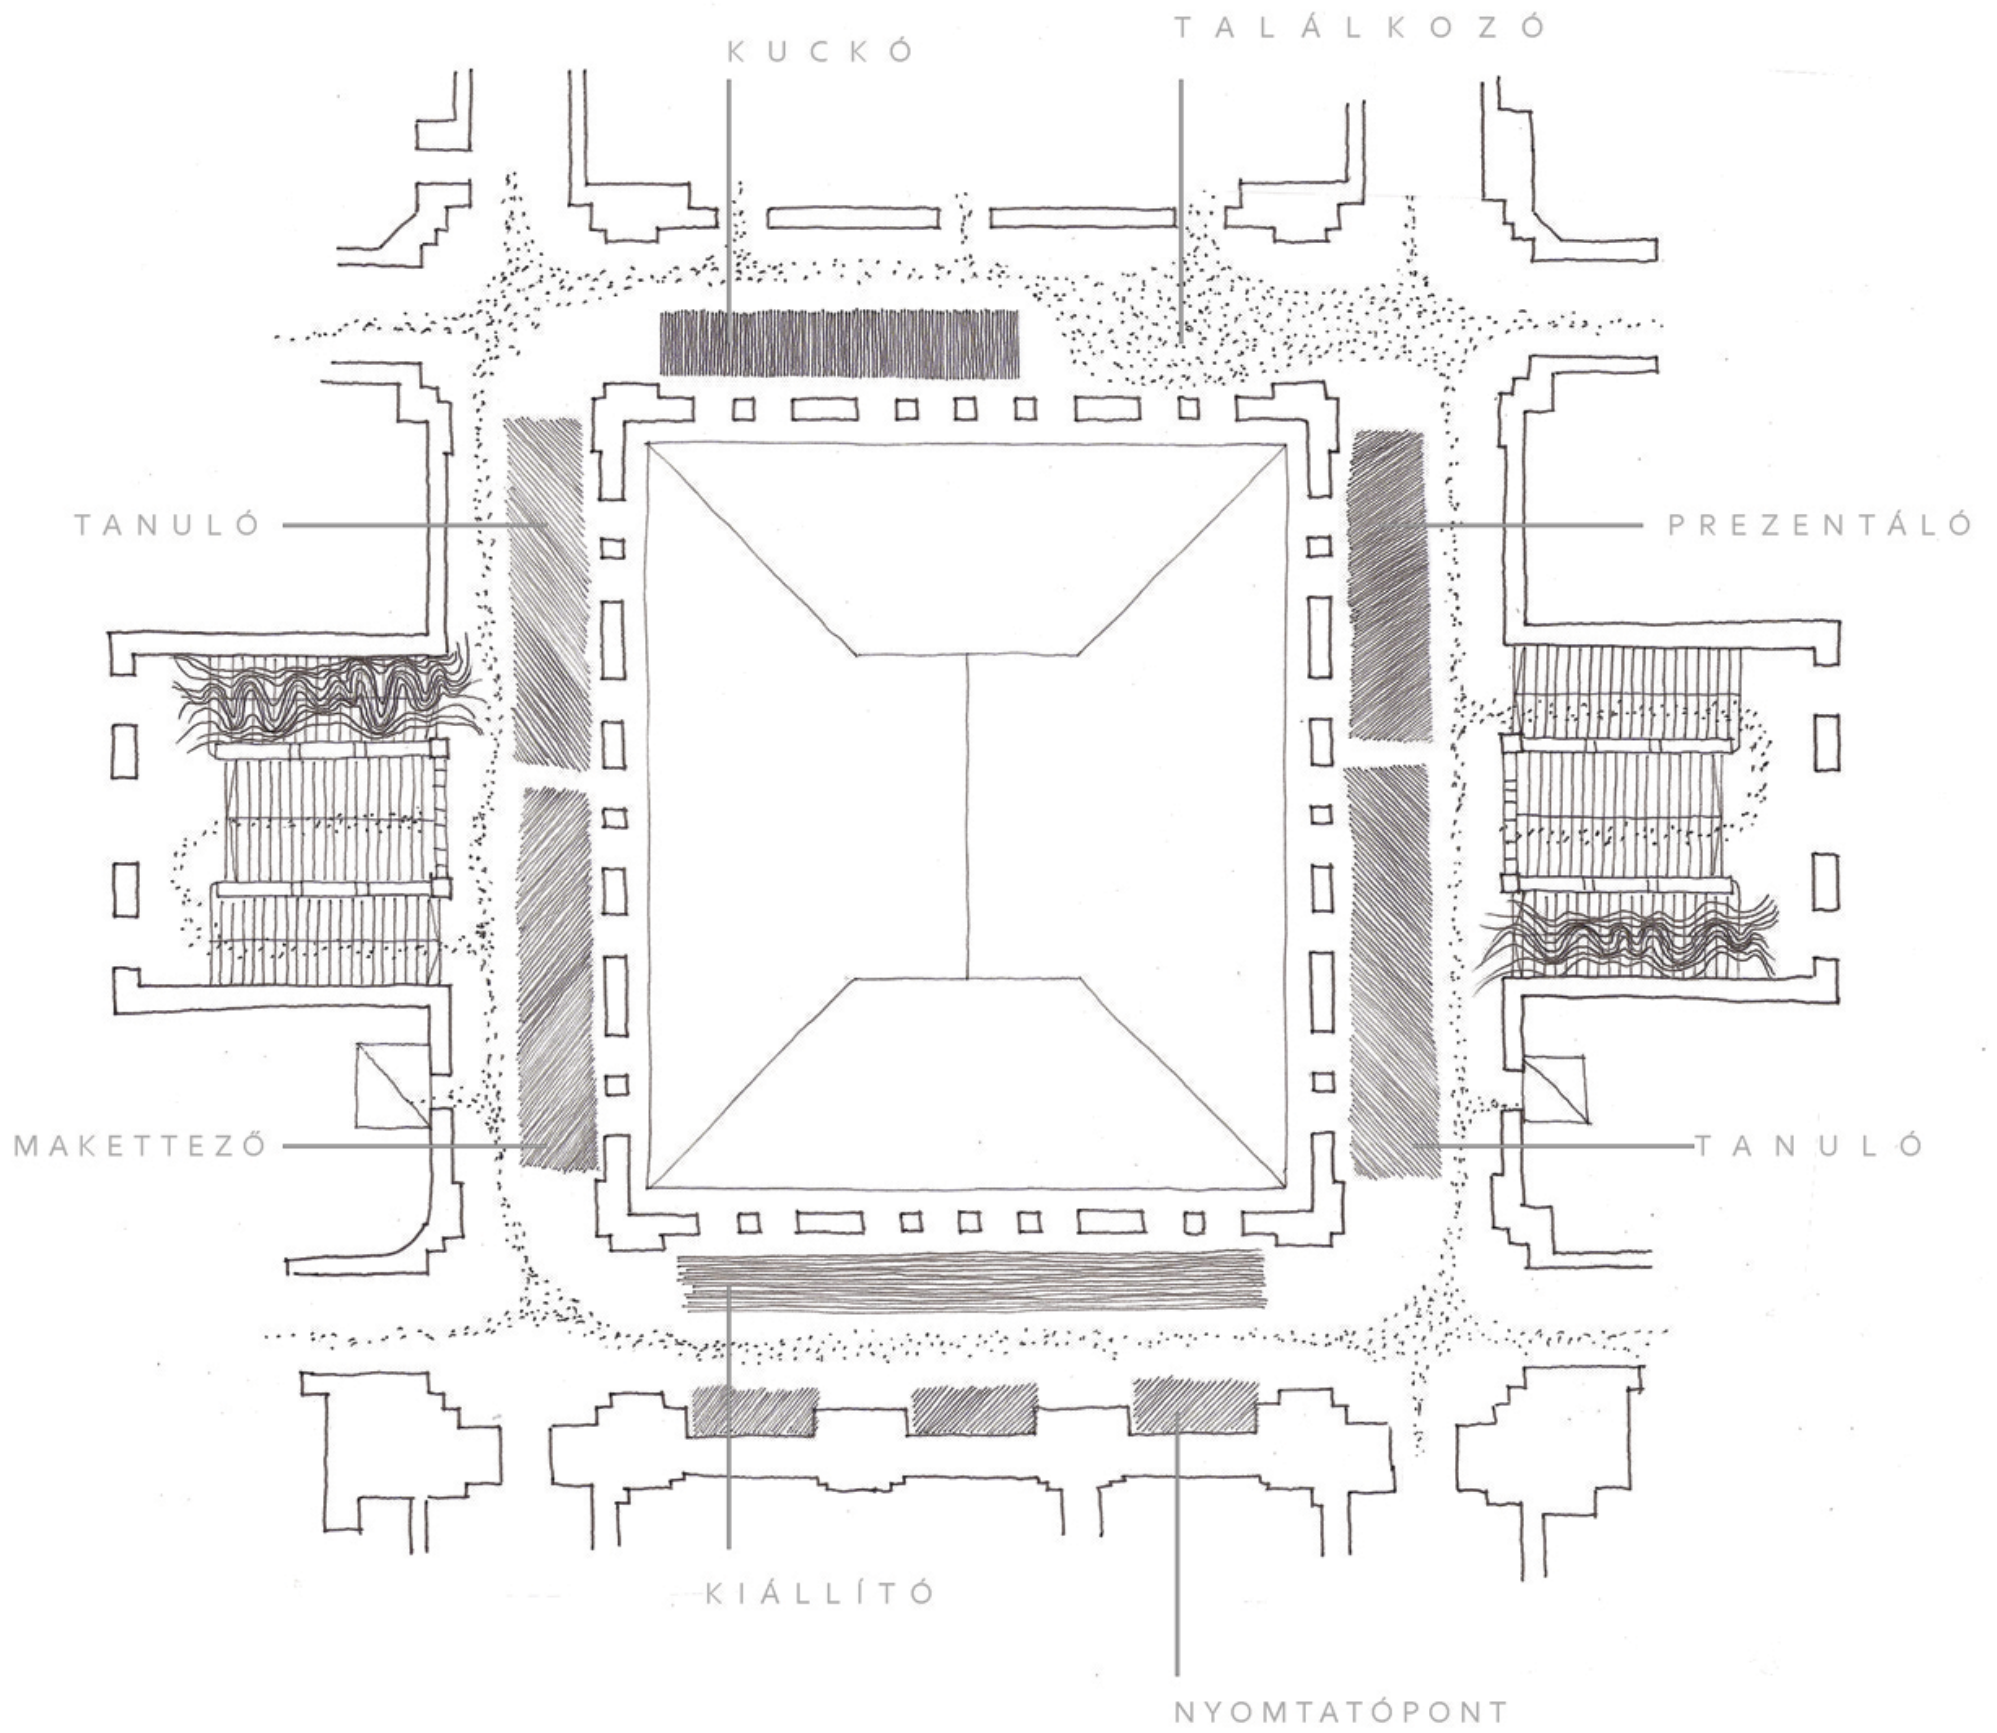 TALÁLKOZÓ
KUCKÓ
TANULÓ
PREZENTÁLÓ
MAKETTEZŐ
TANULÓ
KIÁLLÍTÓ
NYOMTATÓPONT